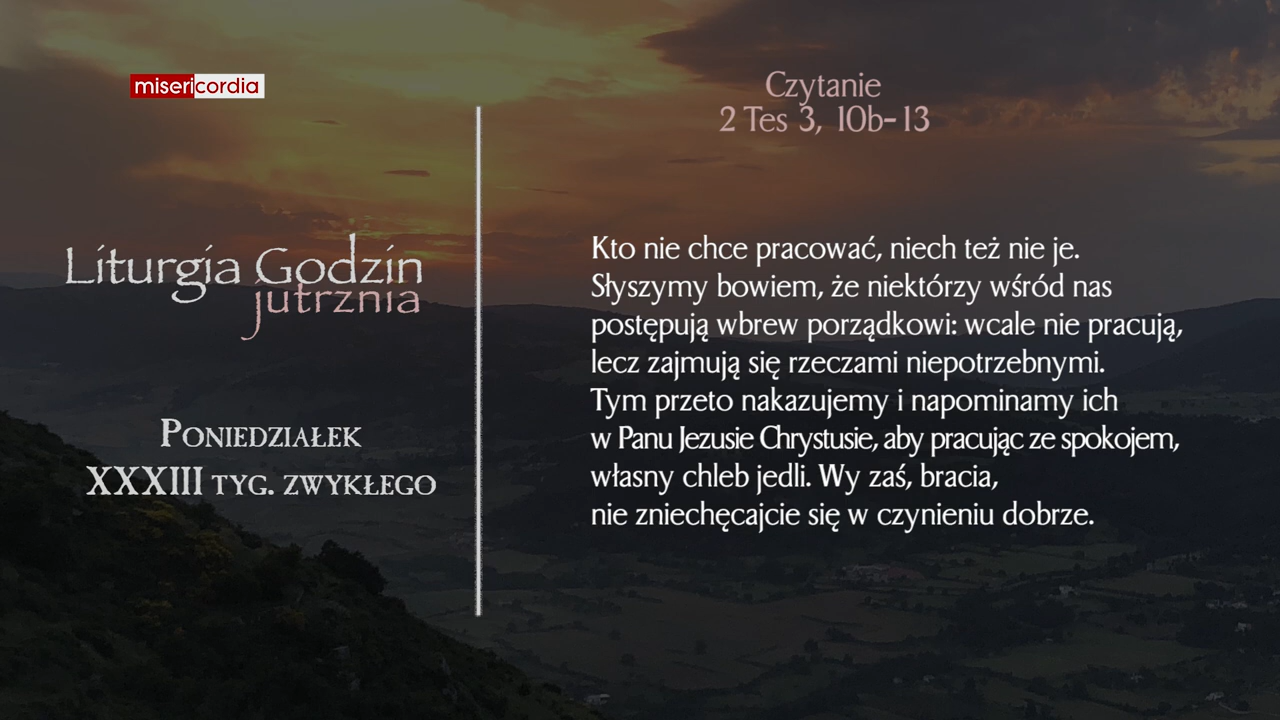 misericordia
Liturgia Godzin
jutrznia
Poniedziałek
XXXIII tyg. zwykłego
Czytanie
2 Tes 3, 10b-13
Kto nie chce pracować, niech też nie je.
Słyszymy bowiem, że niektórzy wśród nas
postępują wbrew porządkowi: wcale nie pracują,
lecz zajmują się rzeczami niepotrzebnymi.
Tym przeto nakazujemy i napominamy ich
w Panu Jezusie Chrystusie, aby pracując ze spokojem,
własny chleb jedli. Wy zaś, bracia,
nie zniechęcajcie się w czynieniu dobrze.